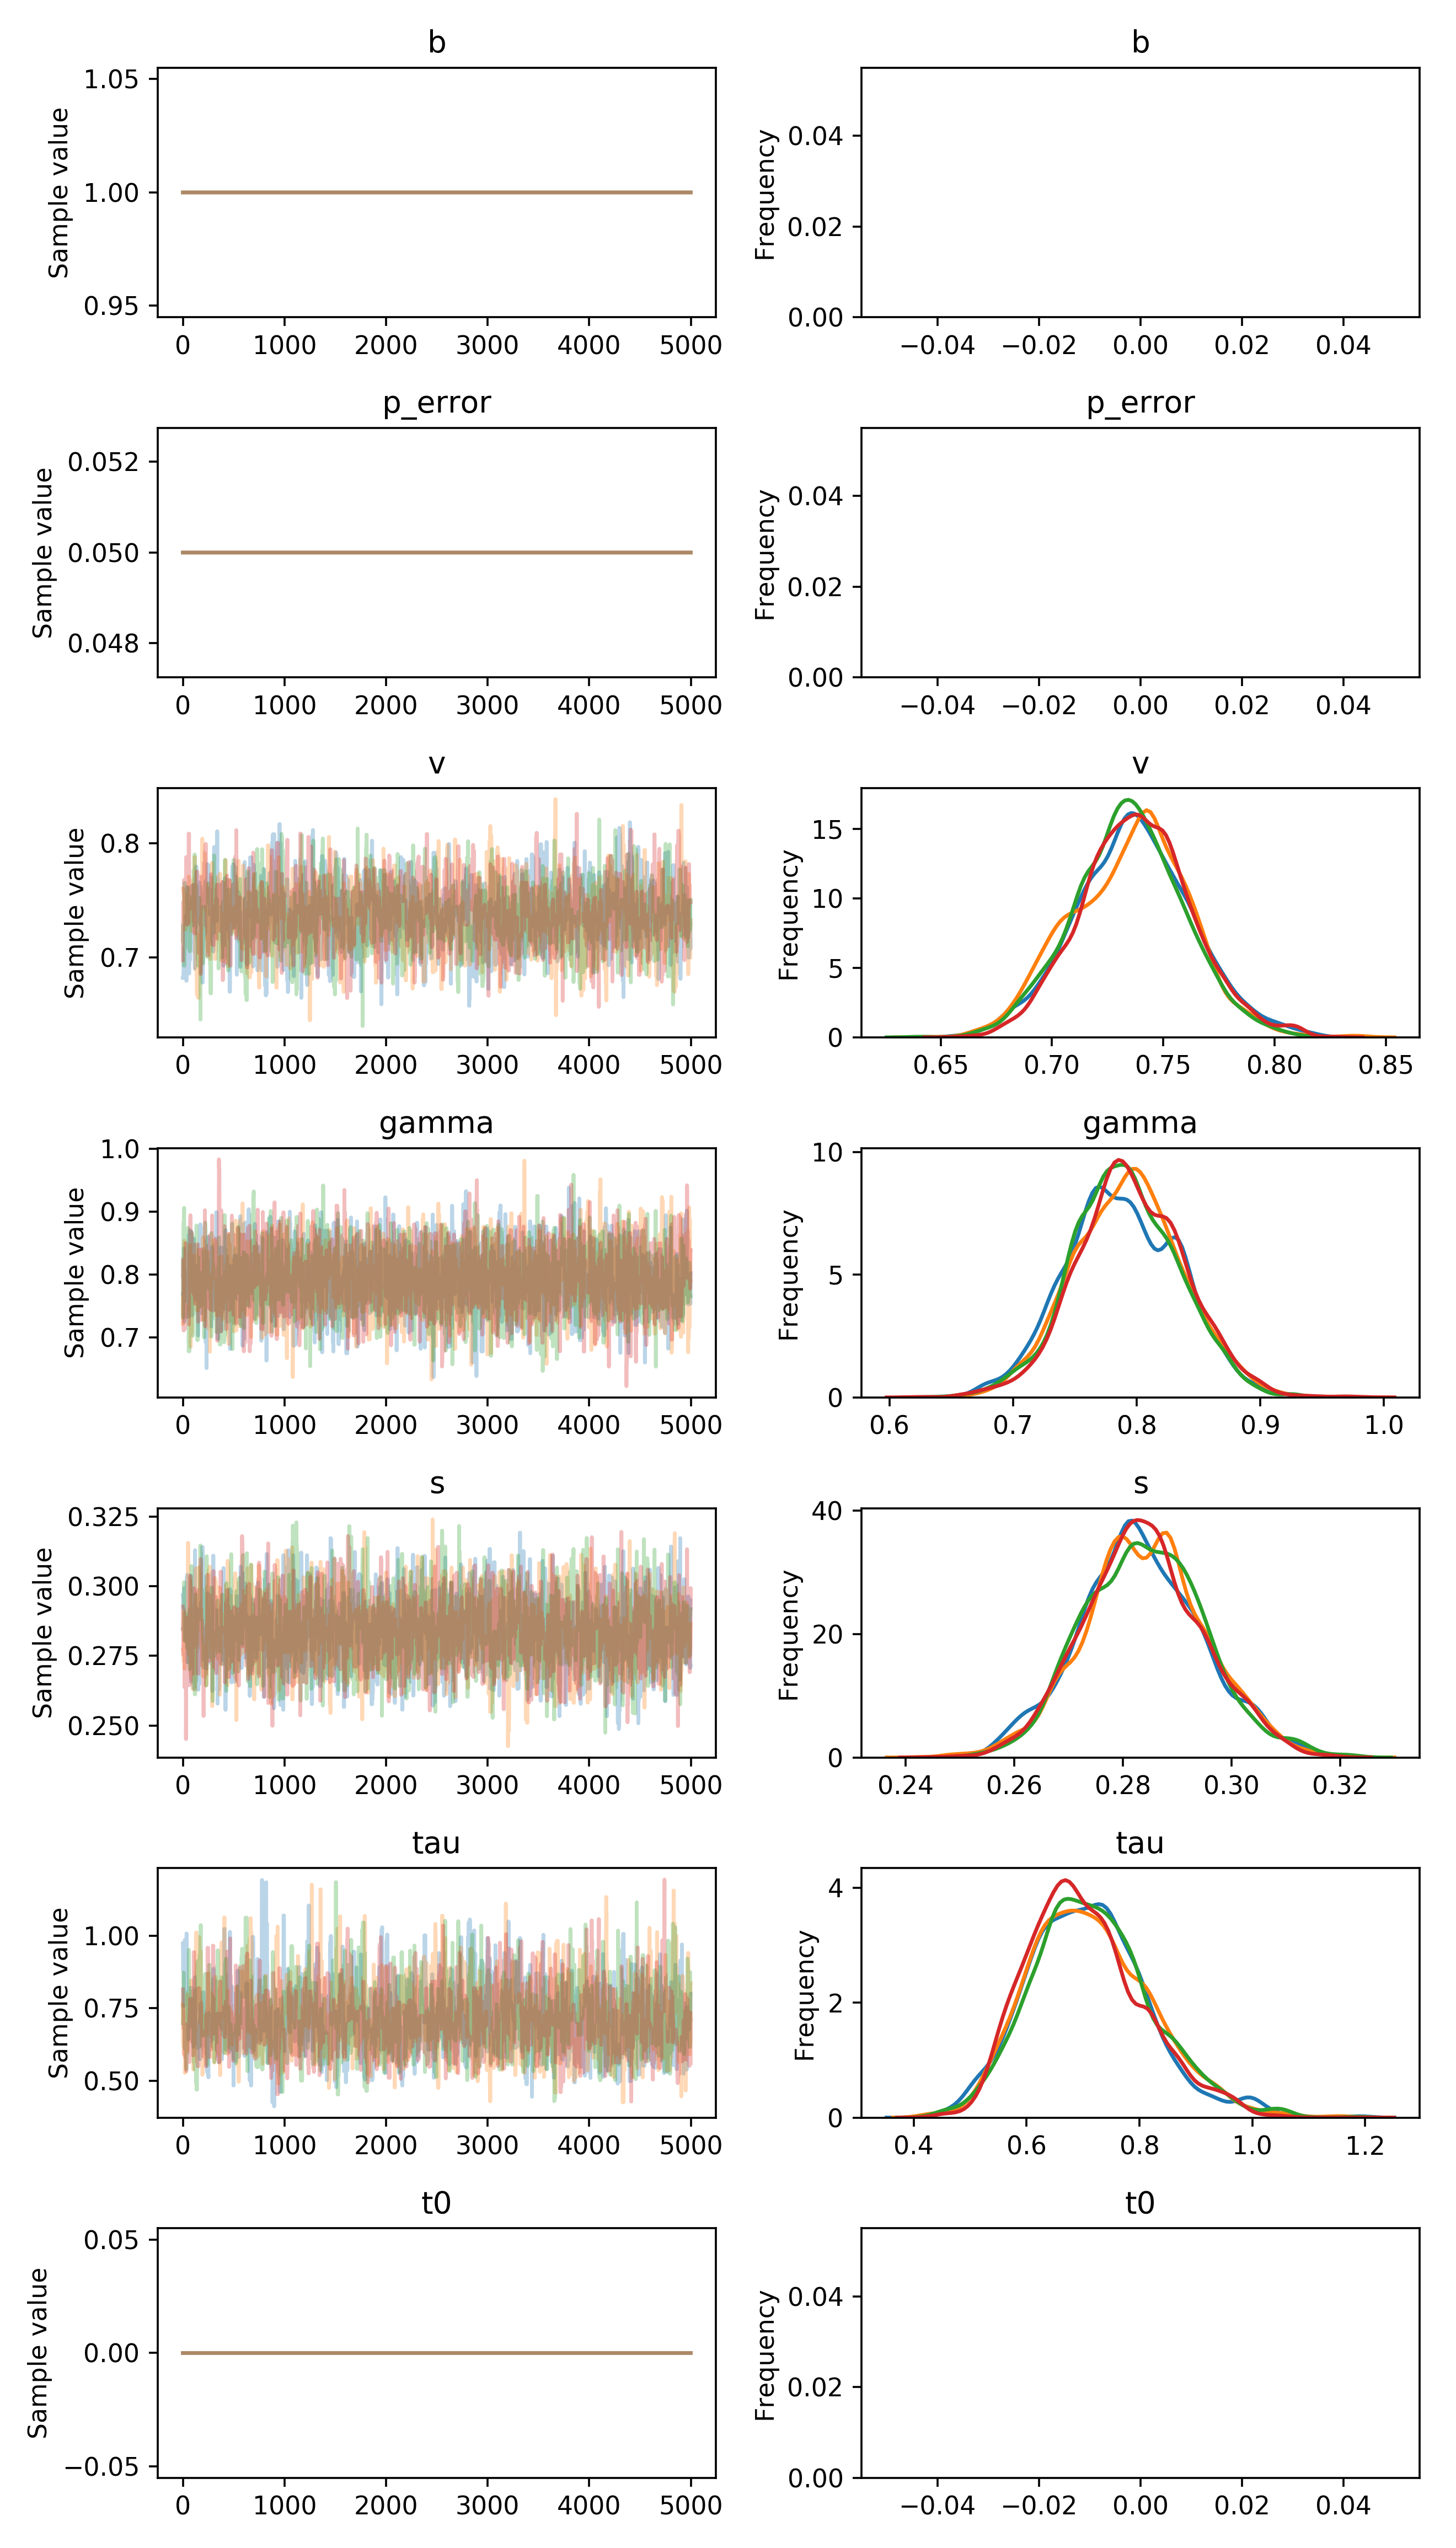 b
b
Sample value
1.05
1.00
0.95
0 1000 2000 3000 4000 5000
Frequency
0.04
0.02
0.00
−0.04 −0.02 0.00 0.02 0.04
p_error
p_error
Sample value
0.052
0.050
0.048
0 1000 2000 3000 4000 5000
Frequency
0.04
0.02
0.00
−0.04 −0.02 0.00 0.02 0.04
v
v
Sample value
0.8
0.7
0 1000 2000 3000 4000 5000
Frequency
15
10
5
0
0.65 0.70 0.75 0.80 0.85
gamma
gamma
Sample value
1.0
0.9
0.8
0.7
0 1000 2000 3000 4000 5000
Frequency
10
5
0
0.6 0.7 0.8 0.9 1.0
s
s
Sample value
0.325
0.300
0.275
0.250
0 1000 2000 3000 4000 5000
Frequency
40
20
0
0.24 0.26 0.28 0.30 0.32
tau
tau
Sample value
1.00
0.75
0.50
0 1000 2000 3000 4000 5000
Frequency
4
2
0
0.4 0.6 0.8 1.0 1.2
t0
t0
Sample value
0.05
0.00
−0.05
0 1000 2000 3000 4000 5000
Frequency
0.04
0.02
0.00
−0.04 −0.02 0.00 0.02 0.04